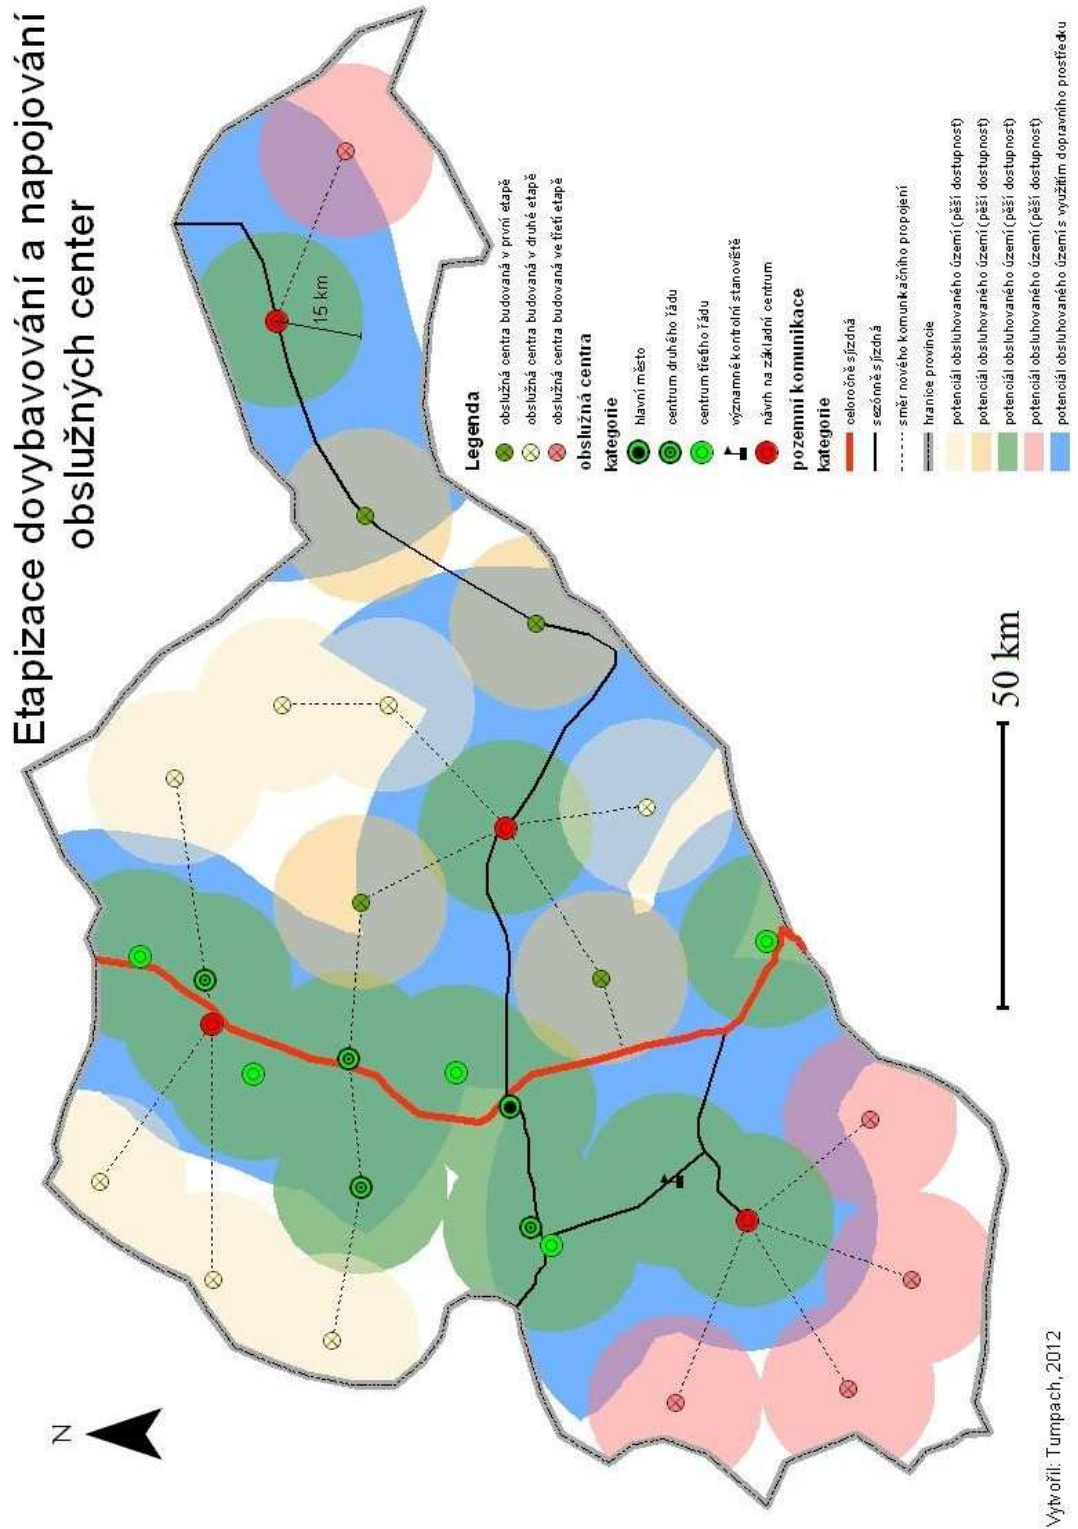 Etapizace dovybavování a napojování
obslužných center
15 km
Legenda
obslužná centra budovaná v první etapě
obslužná centra budovaná v druhé etapě
obslužná centra budovaná ve třetí etapě
obslužná centra
kategorie
hlavní město
centrum druhého řádu
centrum třetího řádu
významné kontrolní stanoviště
návrh na základní centrum
pozemní komunikace
kategorie
celoročně sjízdná
sezónně sjízdná
směr nového komunikačního propojení
hranice provincie
potenciál obsluhovaného území (pěší dostupnost)
potenciál obsluhovaného území (pěší dostupnost)
potenciál obsluhovaného území (pěší dostupnost)
potenciál obsluhovaného území (pěší dostupnost)
potenciál obsluhovaného území s využitím dopravního prostředku
50 km
N
Vytvořil: Tumpach, 2012